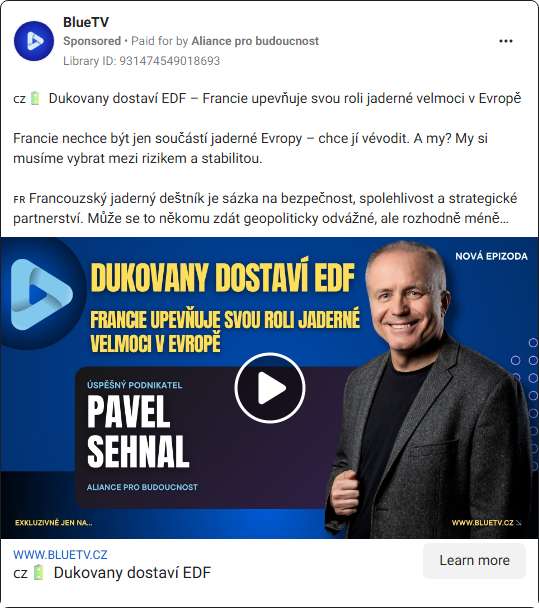 BlueTV
Sponsored • Paid for by Aliance pro budoucnost
Library ID: 931474549018693
CZ 🔋 Dukovany dostaví EDF – Francie upevňuje svou roli jaderné velmoci v Evropě
Francie nechce být jen součástí jaderné Evropy – chce jí vévodit. A my? My si
musíme vybrat mezi rizikem a stabilitou.
FR Francouzský jaderný deštník je sázka na bezpečnost, spolehlivost a strategické
partnerství. Může se to někomu zdát geopoliticky odvážné, ale rozhodně méně…
NOVÁ EPIZODA
DUKOVANY DOSTAVÍ EDF
FRANCIE UPEVŇUJE SVOU ROLI JADERNÉ
VELMOCI V EVROPĚ
ÚSPĚŠNÝ PODNIKATEL
PAVEL
SEHNAL
ALIANCE PRO BUDOUCNOST
EXKLUZIVNĚ JEN NA...
WWW.BLUETV.CZ
WWW.BLUETV.CZ
CZ 🔋 Dukovany dostaví EDF
Learn more